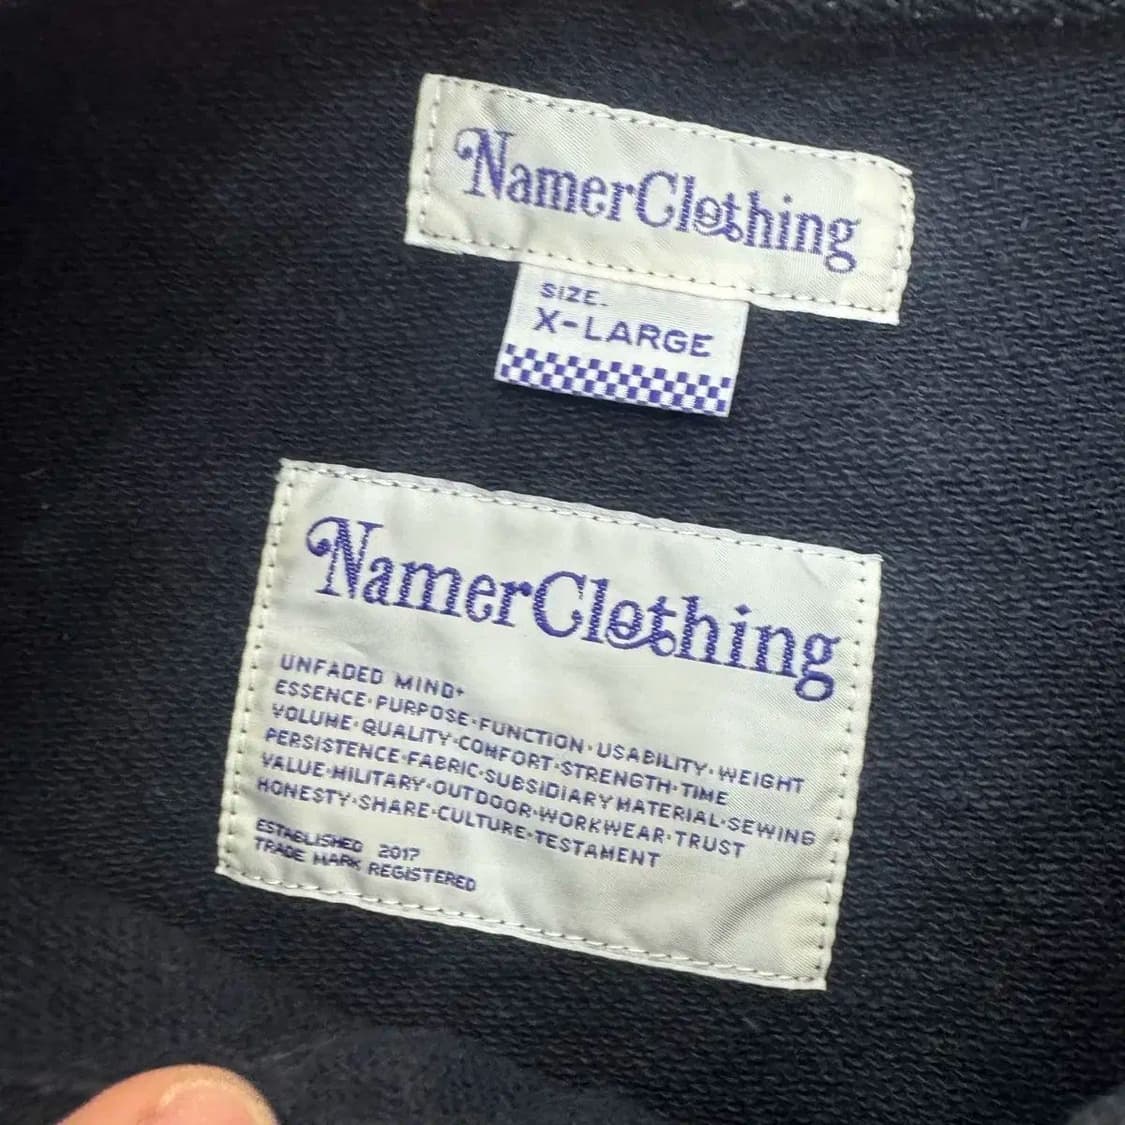 NamerClothing
SIZE.
X-LARGE
NamerClothing
UNFADED MIND+
ESSENCE·PURPOSE·FUNCTION·USABILITY·WEIGHT
VOLUME·QUALITY·COMFORT·STRENGTH·TIME
PERSISTENCE·FABRIC·SUBSIDIARY MATERIAL·SEWING
VALUE·MILITARY·OUTDOOR·WORKWEAR·TRUST
HONESTY·SHARE·CULTURE·TESTAMENT
ESTABLISHED 2017
TRADE MARK REGISTERED